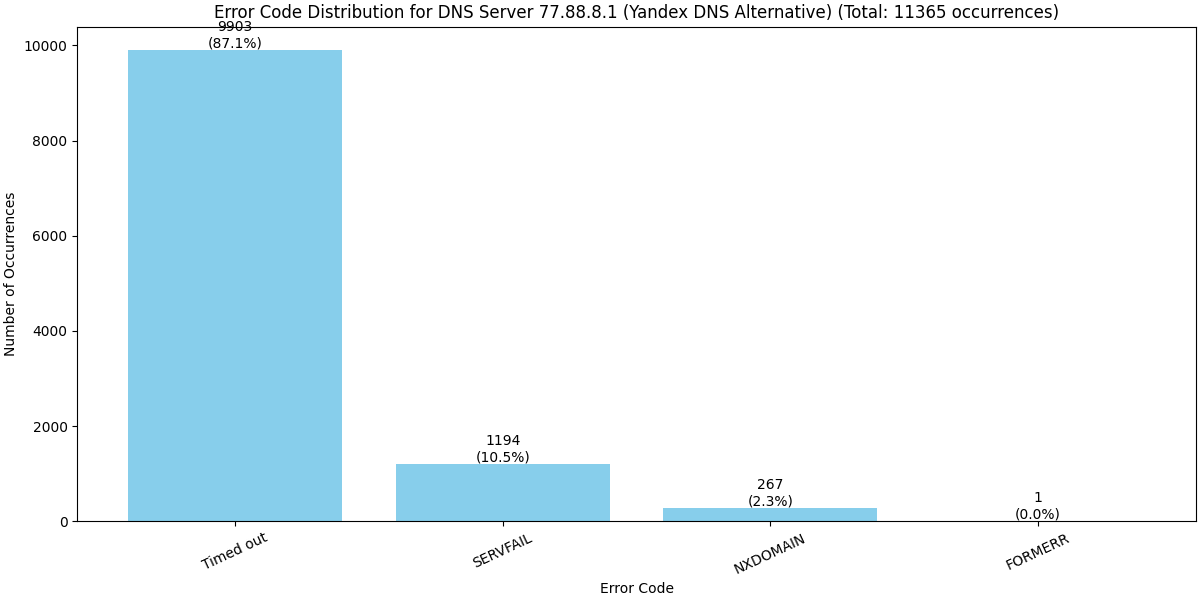 Error Code Distribution for DNS Server 77.88.8.1 (Yandex DNS Alternative) (Total: 11365 occurrences)
9903
(87.1%)
1194
(10.5%)
267
(2.3%)
1
(0.0%)
10000
8000
6000
4000
2000
0
Number of Occurrences
Timed out
SERVFAIL
NXDOMAIN
FORMERR
Error Code